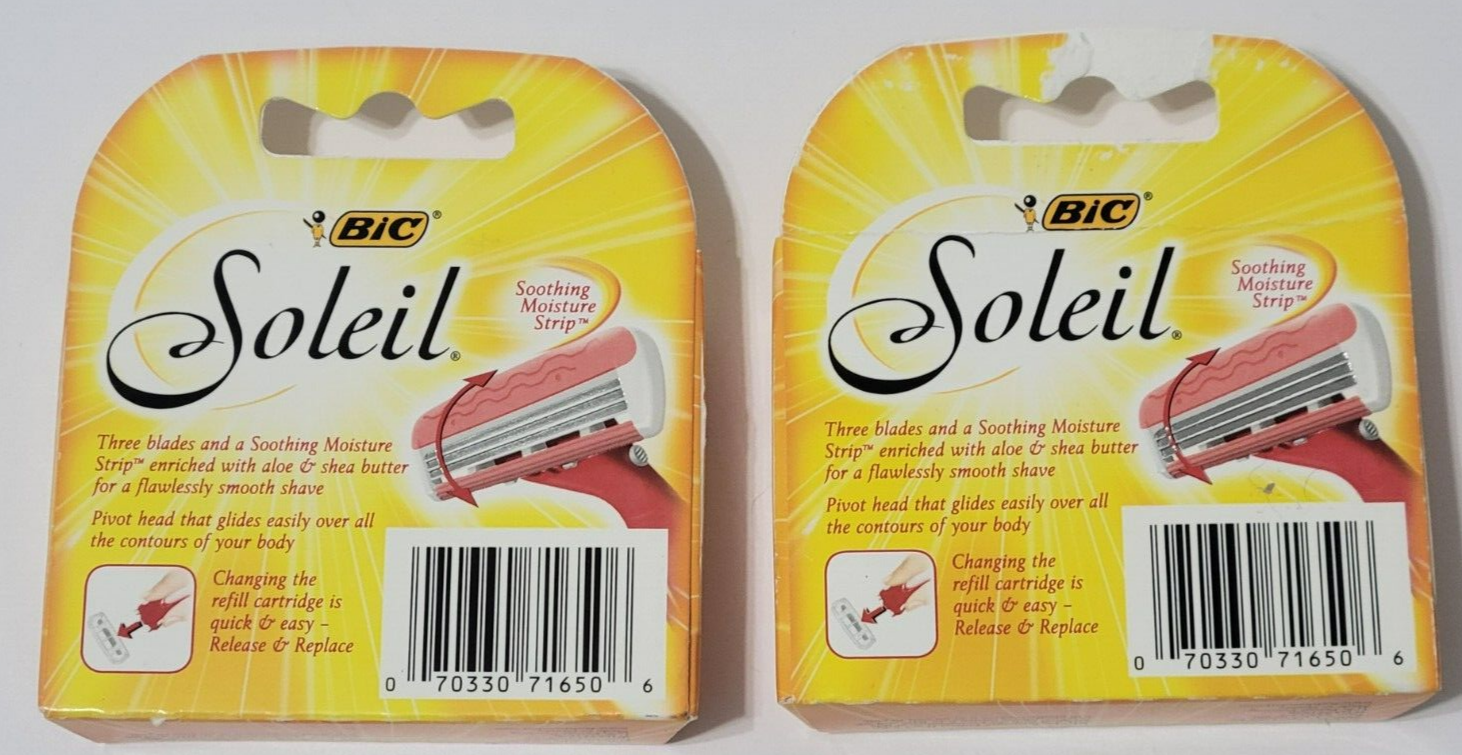 BiC®
Soleil®
Soothing
Moisture
Strip™
Three blades and a Soothing Moisture
Strip™ enriched with aloe & shea butter
for a flawlessly smooth shave
Pivot head that glides easily over all
the contours of your body
Changing the
refill cartridge is
quick & easy –
Release & Replace
0 70330 71650 6
BiC®
Soleil®
Soothing
Moisture
Strip™
Three blades and a Soothing Moisture
Strip™ enriched with aloe & shea butter
for a flawlessly smooth shave
Pivot head that glides easily over all
the contours of your body
Changing the
refill cartridge is
quick & easy –
Release & Replace
0 70330 71650 6